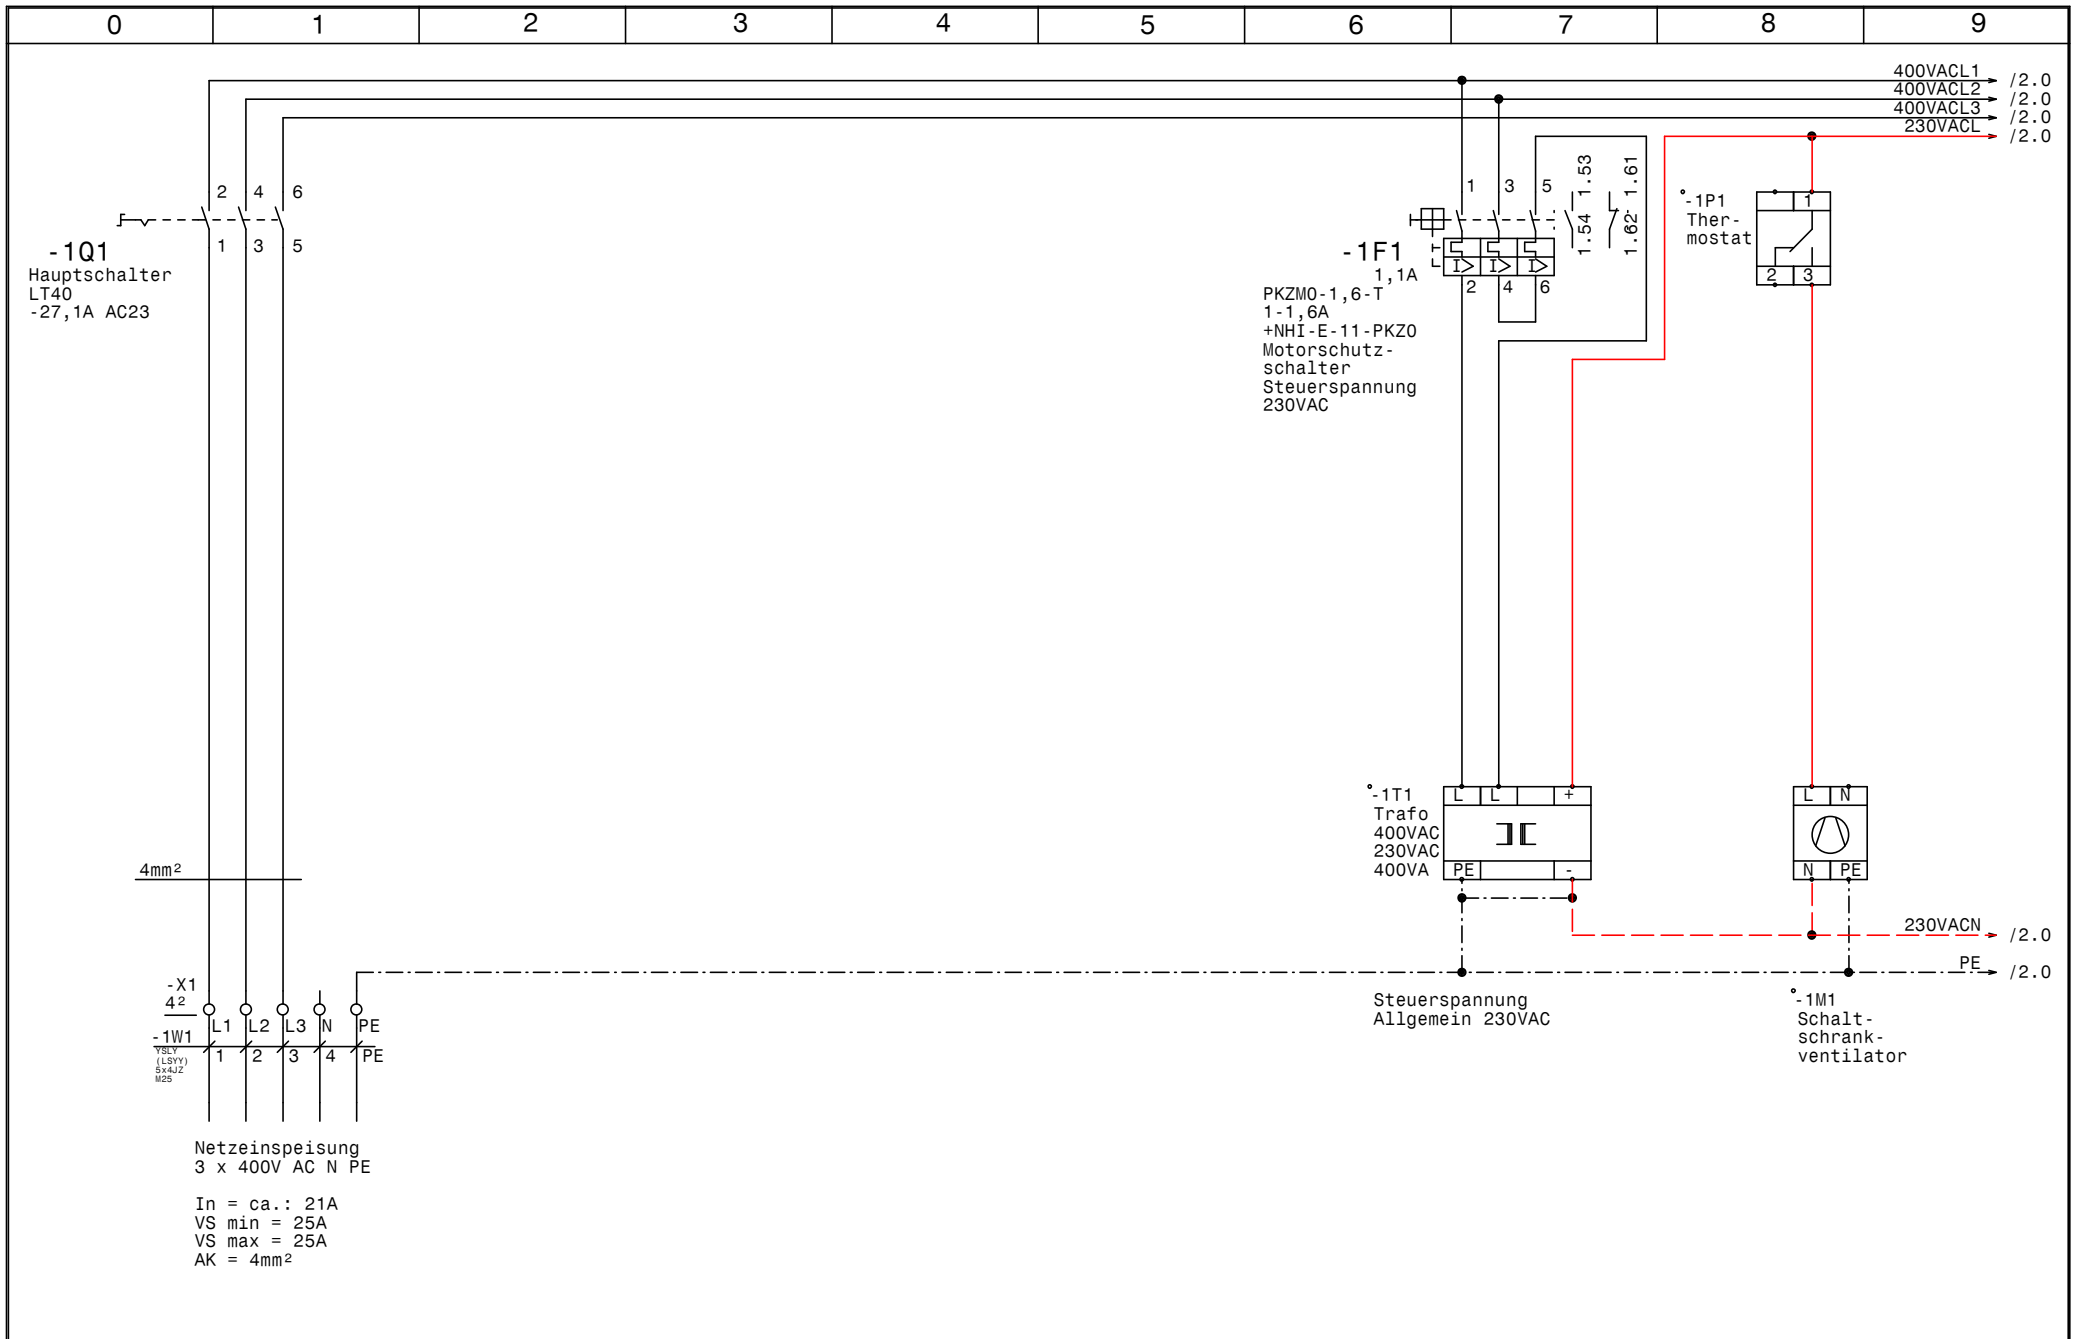 0 1 2 3 4 5 6 7 8 9
400VACL1 /2.0
400VACL2 /2.0
400VACL3 /2.0
230VACL /2.0
2 4 6
1 3 5
-1Q1
Hauptschalter
LT40
-27,1A AC23
1 3 5
1.54 1.53
1.62 1.61
-1F1
1,1A
I> I> I>
2 4 6
PKZM0-1,6-T
1-1,6A
+NHI-E-11-PKZ0
Motorschutz-
schalter
Steuerspannung
230VAC
-1P1
Ther-
mostat
1
2 3
-1T1
Trafo
400VAC
230VAC
400VA
L L +
PE -
L N
N PE
4mm²
230VACN /2.0
PE /2.0
-X1
4²
L1 L2 L3 N PE
-1W1
1 2 3 4 PE
YSLY
(LSYY)
5x4JZ
M25
Steuerspannung
Allgemein 230VAC
-1M1
Schalt-
schrank-
ventilator
Netzeinspeisung
3 x 400V AC N PE
In = ca.: 21A
VS min = 25A
VS max = 25A
AK = 4mm²